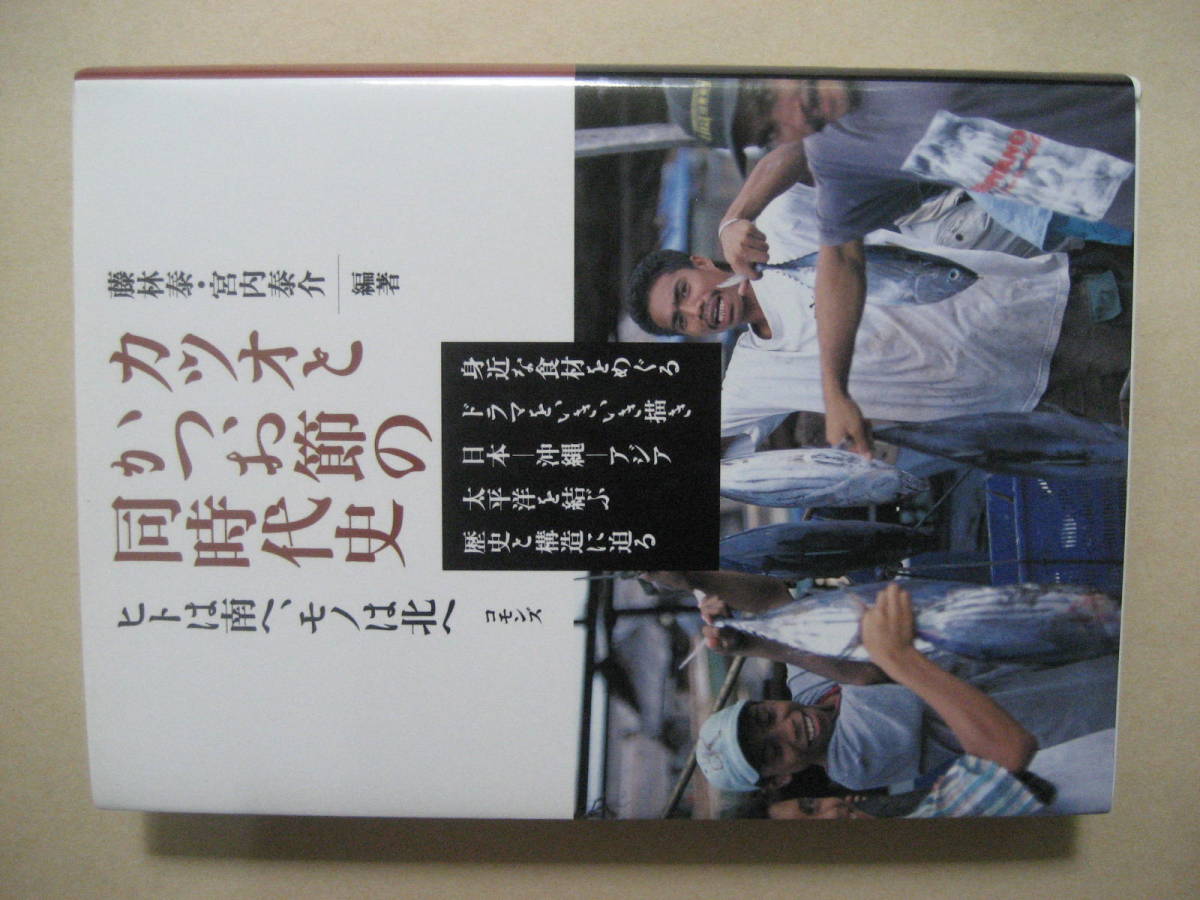 藤林泰・宮内泰介―編著
カツオと
かつお節の
同時代史
ヒトは南へ、モノは北へ
コモンズ
身近な食材をめぐる
ドラマをいきいき描き
日本―沖縄―アジア
太平洋を結ぶ
歴史と構造に迫る